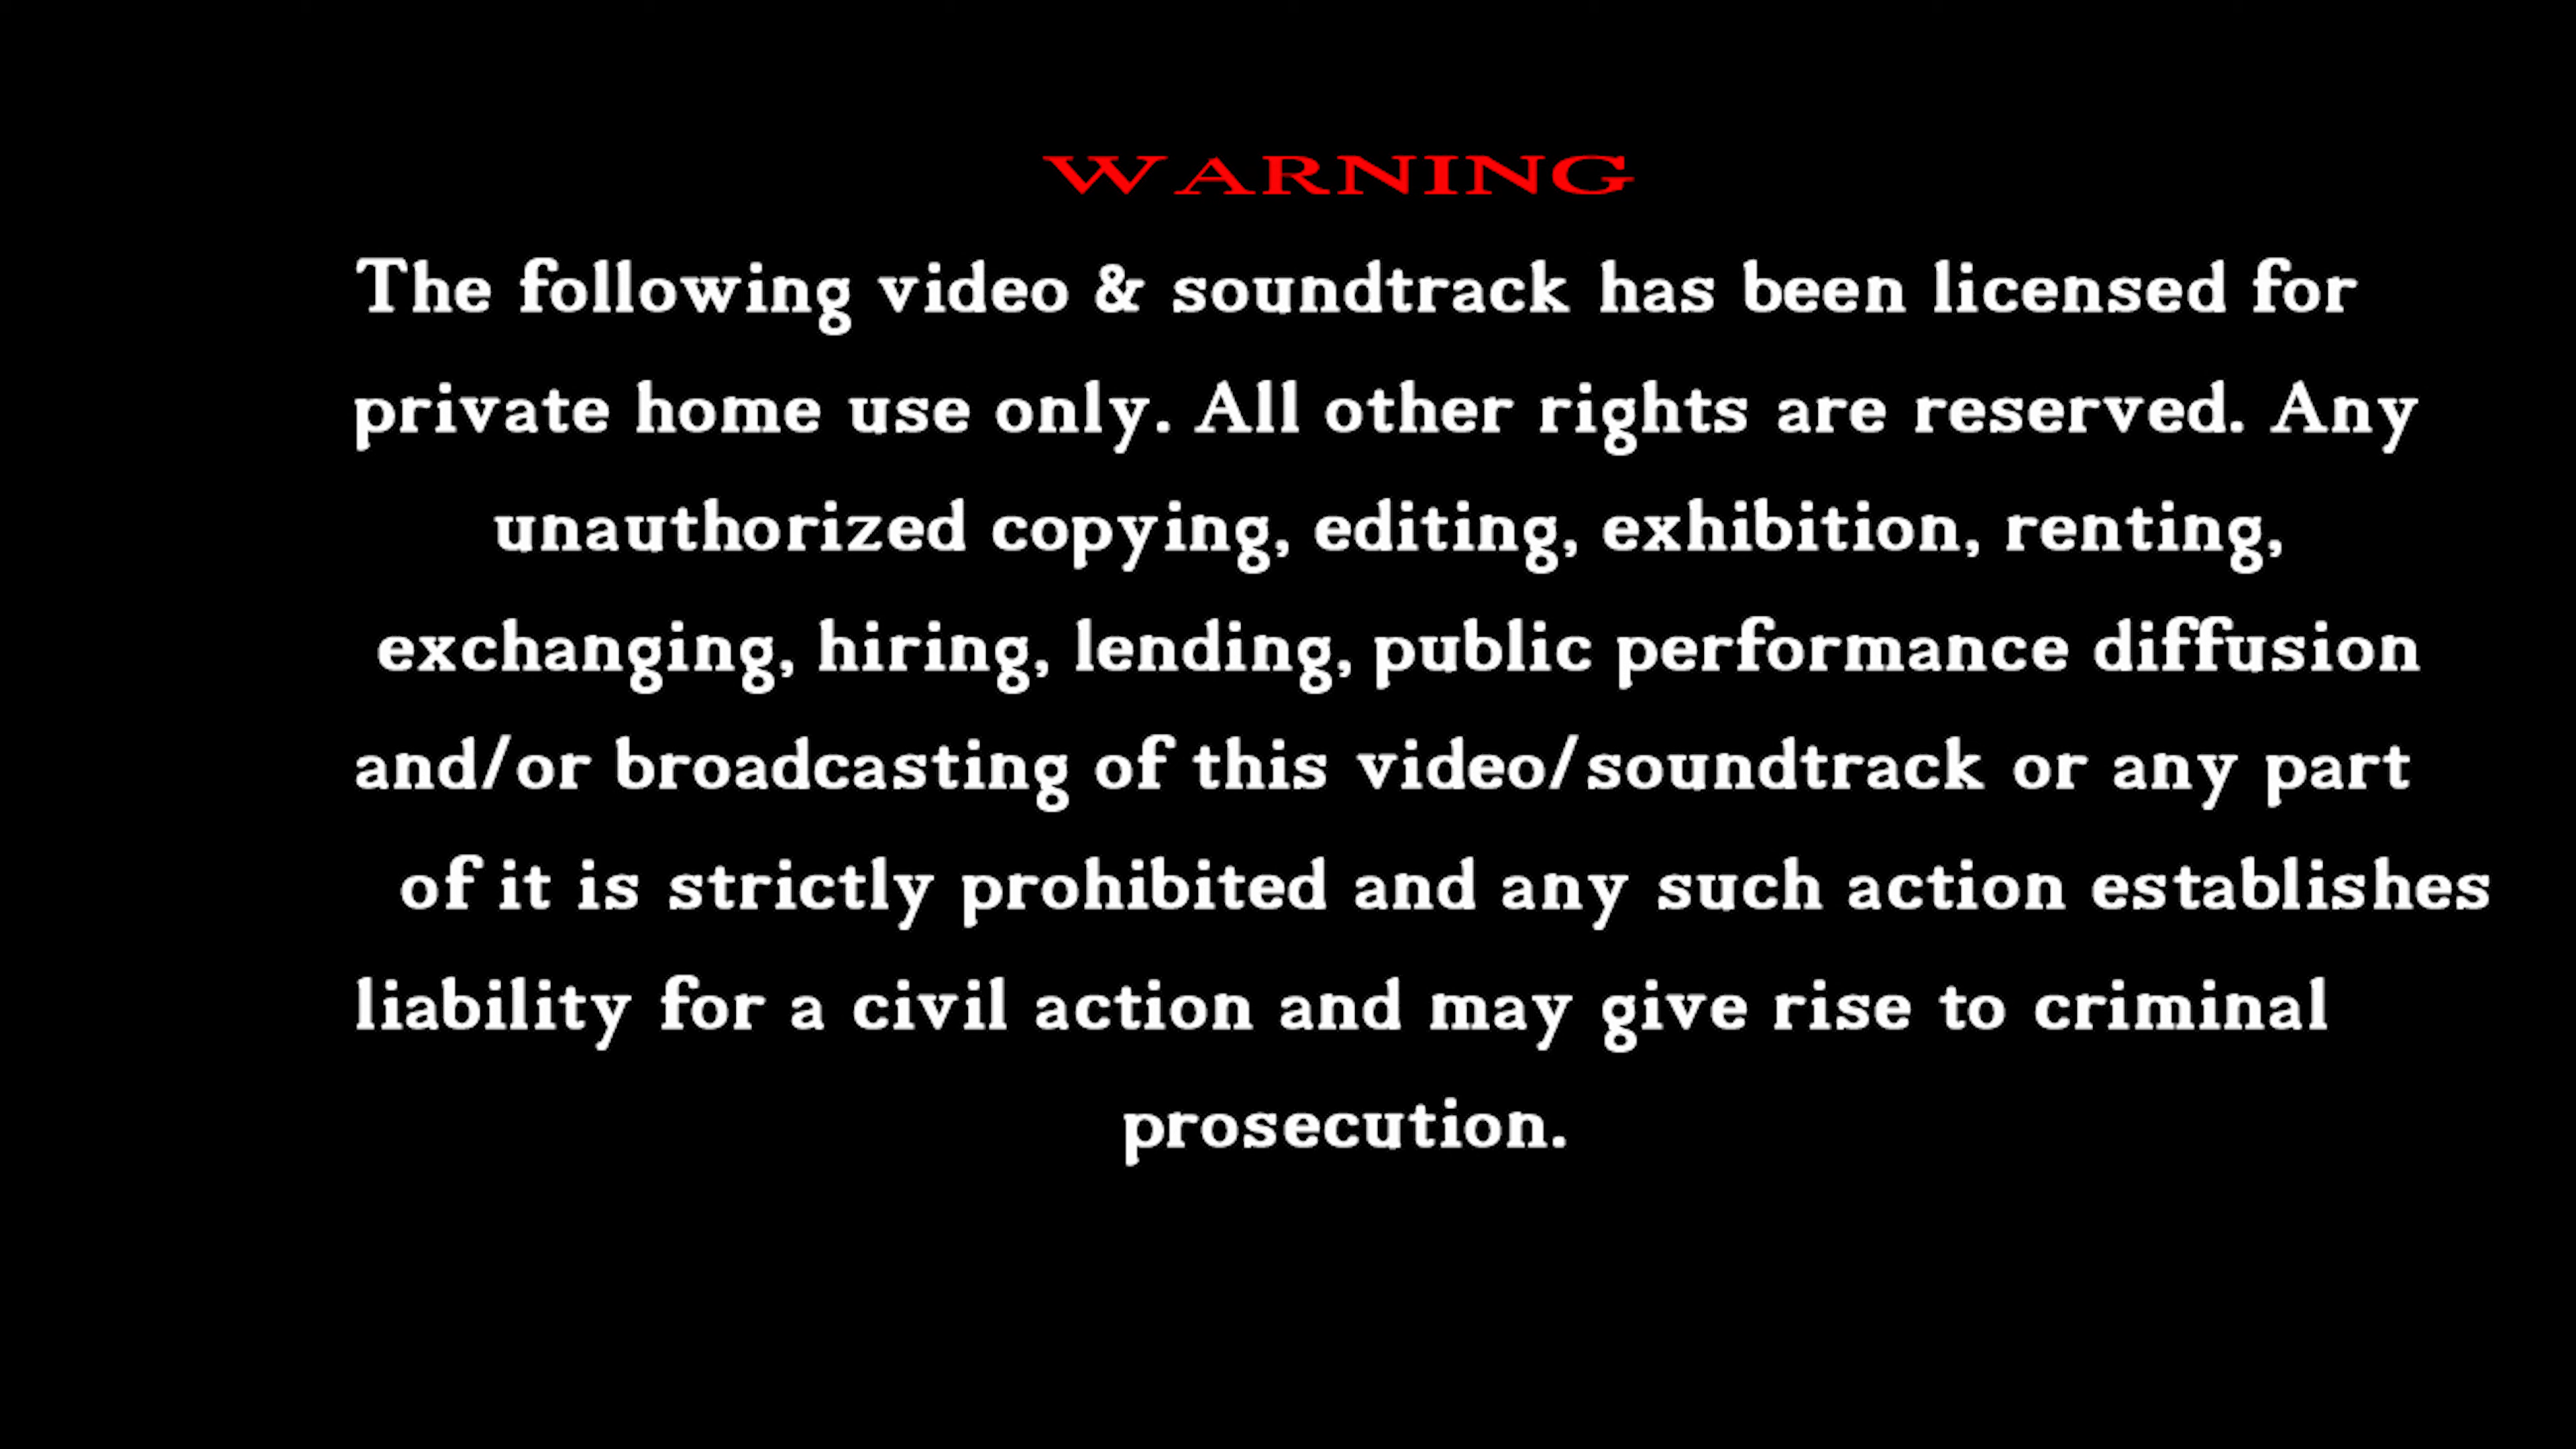 WARNING
The following video & soundtrack has been licensed for
private home use only. All other rights are reserved. Any
unauthorized copying, editing, exhibition, renting,
exchanging, hiring, lending, public performance diffusion
and/or broadcasting of this video/soundtrack or any part
of it is strictly prohibited and any such action establishes
liability for a civil action and may give rise to criminal
prosecution.